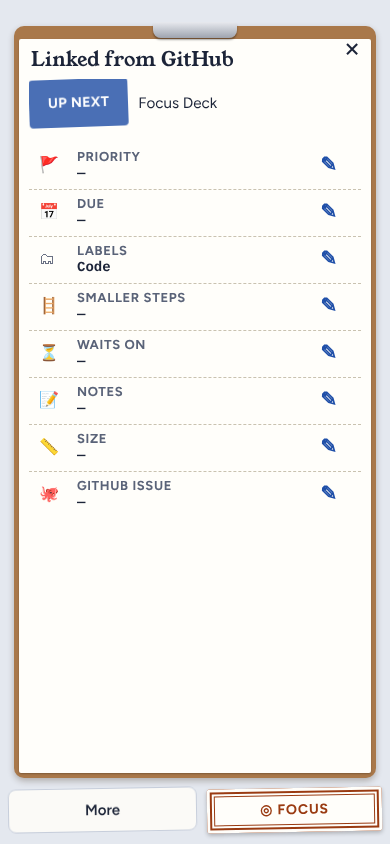 Linked from GitHub
UP NEXT
Focus Deck
PRIORITY
—
DUE
—
LABELS
Code
SMALLER STEPS
—
WAITS ON
—
NOTES
—
SIZE
—
GITHUB ISSUE
—
More
◎ FOCUS